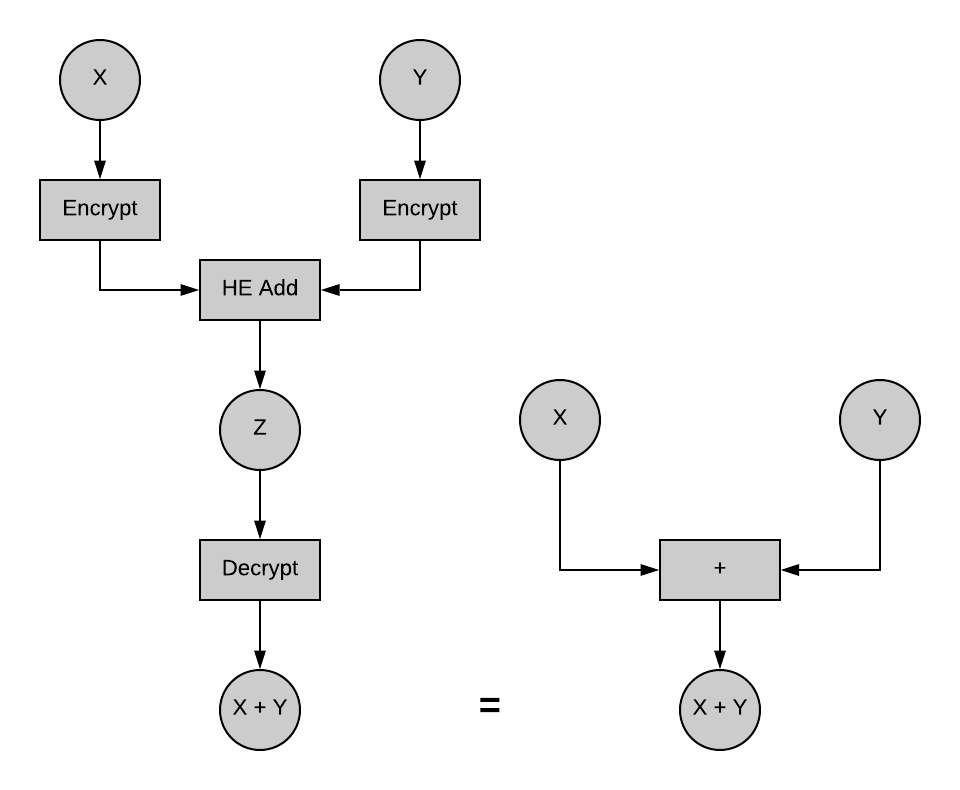 X
Y
Encrypt
Encrypt
HE Add
Z
X
Y
Decrypt
+
X + Y
=
X + Y